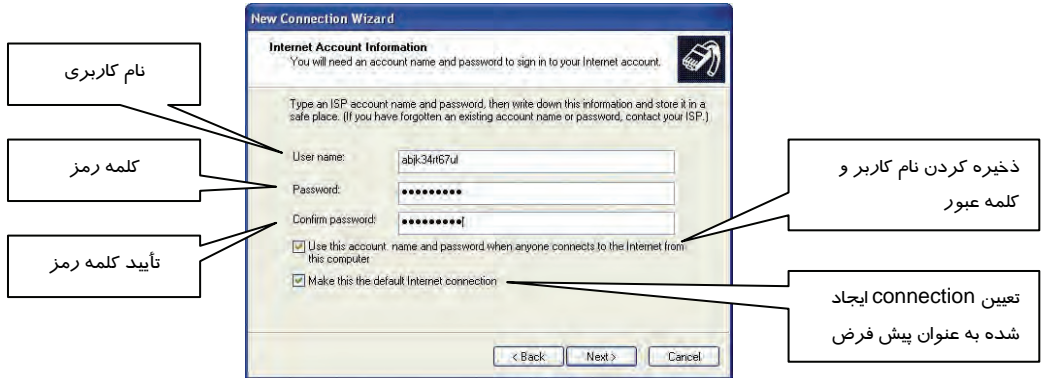 New Connection Wizard
Internet Account Information
You will need an account name and password to sign in to your Internet account.
Type an ISP account name and password, then write down this information and store it in a
safe place. (If you have forgotten an existing account name or password, contact your ISP.)
User name:
abjk34rt67ul
Password:
•••••••••
Confirm password:
•••••••••
Use this account name and password when anyone connects to the Internet from
this computer
Make this the default Internet connection
< Back
Next >
Cancel
نام کاربری
کلمه رمز
تأیید کلمه رمز
ذخیره کردن نام کاربر و
کلمه عبور
تعیین connection ایجاد
شده به عنوان پیش فرض